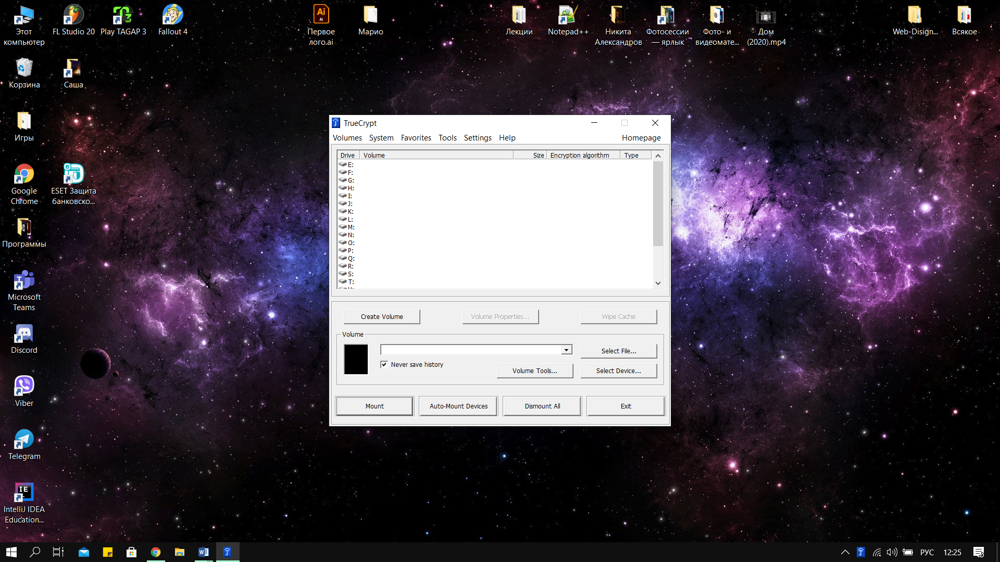 Этот
компьютер
FL Studio 20
Play TAGAP 3
Fallout 4
Ai
AI
Первое
лого.ai
Марио
Лекции
Notepad++
Никита
Александров
Фотосессии
— ярлык
Фото- и
видеомате...
Дом
(2020).mp4
Web-Disign...
Всякое
Корзина
Саша
Игры
Google
Chrome
ESET Защита
банковско...
Программы
Microsoft
Teams
Discord
Viber
Telegram
IE
IntelliJ IDEA
Education...
TrueCrypt
Volumes System Favorites Tools Settings Help Homepage
Drive Volume Size Encryption algorithm Type
E:
F:
G:
H:
I:
J:
K:
L:
M:
N:
O:
P:
Q:
R:
S:
T:
Create Volume
Volume Properties...
Wipe Cache
Volume
Select File...
Never save history
Volume Tools...
Select Device...
Mount
Auto-Mount Devices
Dismount All
Exit
РУС
12:25